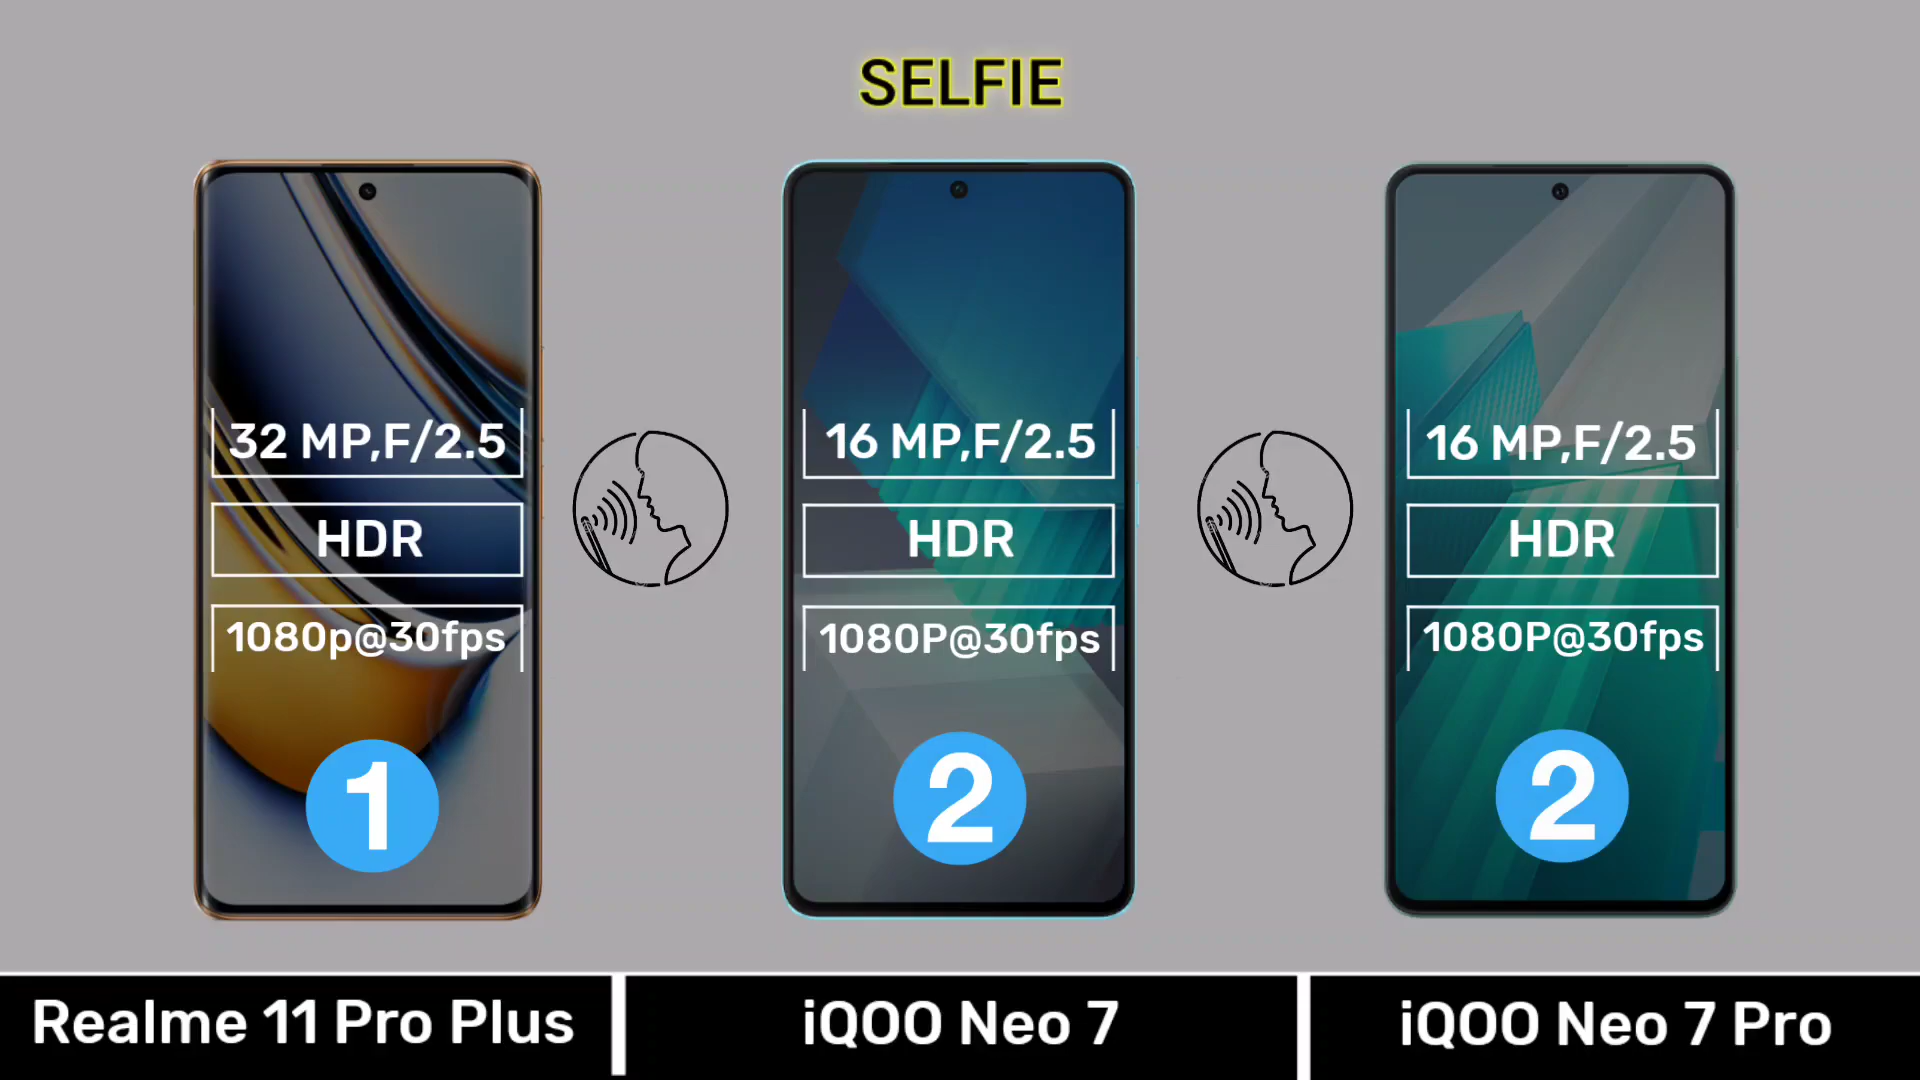 SELFIE
32 MP,F/2.5
HDR
1080p@30fps
1
16 MP,F/2.5
HDR
1080P@30fps
2
16 MP,F/2.5
HDR
1080P@30fps
2
Realme 11 Pro Plus
iQOO Neo 7
iQOO Neo 7 Pro